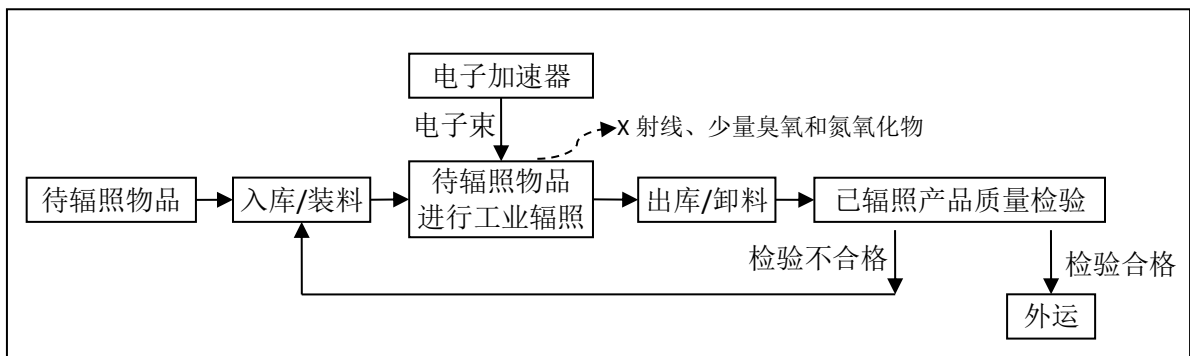 电子加速器
电子束
X 射线、少量臭氧和氮氧化物
待辐照物品
入库/装料
待辐照物品
进行工业辐照
出库/卸料
已辐照产品质量检验
检验不合格
检验合格
外运